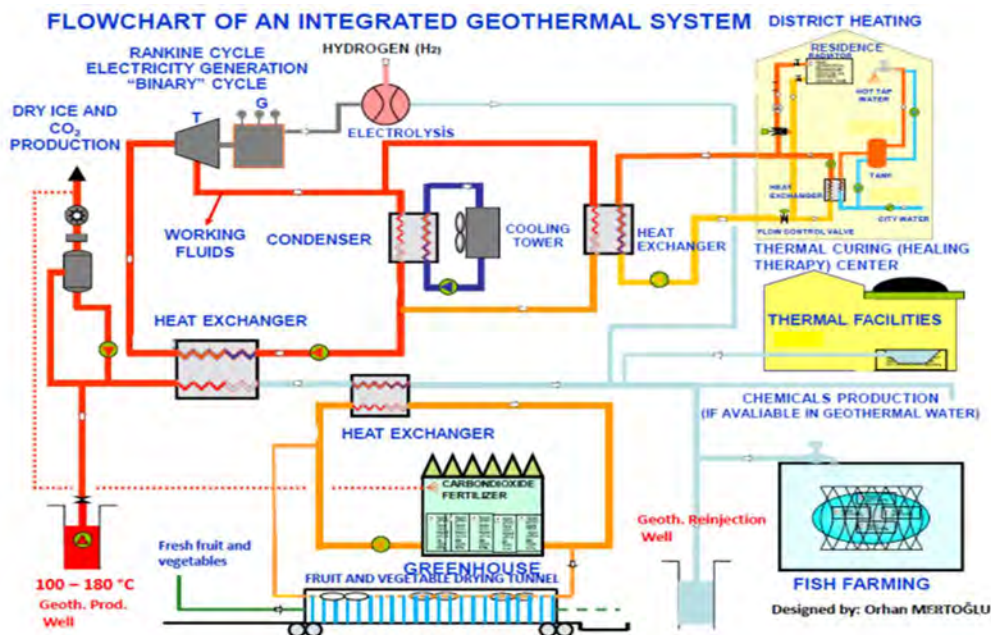 FLOWCHART OF AN INTEGRATED GEOTHERMAL SYSTEM
DISTRICT HEATING
RANKINE CYCLE
ELECTRICITY GENERATION
"BINARY" CYCLE
HYDROGEN (H₂)
RESIDENCE
RADIATOR
HOT TAP
WATER
DRY ICE AND
CO₂
PRODUCTION
T
G
ELECTROLYSİS
TANK
HEAT
EXCHANGER
CITY WATER
FLOW CONTROL VALVE
WORKING
FLUIDS
CONDENSER
COOLING
TOWER
HEAT
EXCHANGER
THERMAL CURING (HEALING
THERAPY) CENTER
THERMAL FACILITIES
HEAT EXCHANGER
CHEMICALS PRODUCTION
(IF AVALIABLE IN GEOTHERMAL WATER)
HEAT EXCHANGER
CARBONDIOXIDE
FERTILIZER
GREENHOUSE
Geoth. Reinjection
Well
100 – 180 °C
Geoth. Prod.
Well
Fresh fruit and
vegetables
FRUIT AND VEGETABLE DRYING TUNNEL
FISH FARMING
Designed by: Orhan MERTOĞLU